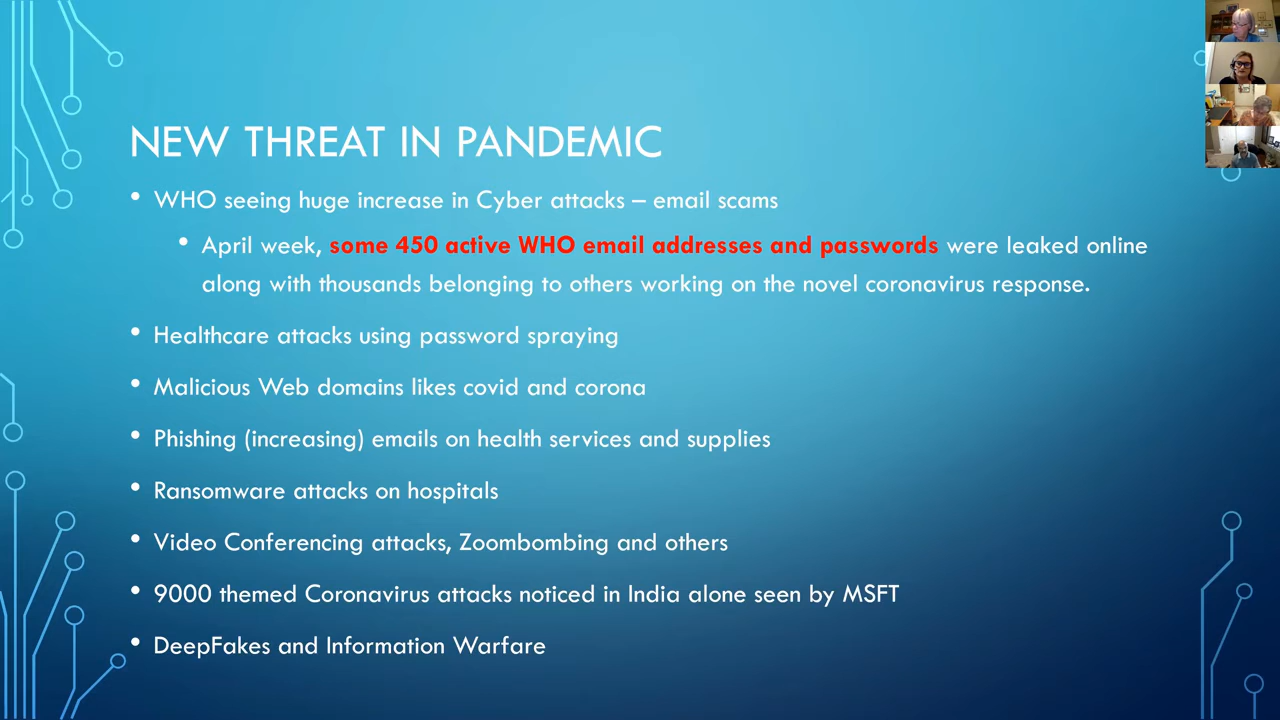 NEW THREAT IN PANDEMIC
• WHO seeing huge increase in Cyber attacks – email scams
• April week, some 450 active WHO email addresses and passwords were leaked online
along with thousands belonging to others working on the novel coronavirus response.
• Healthcare attacks using password spraying
• Malicious Web domains likes covid and corona
• Phishing (increasing) emails on health services and supplies
• Ransomware attacks on hospitals
• Video Conferencing attacks, Zoombombing and others
• 9000 themed Coronavirus attacks noticed in India alone seen by MSFT
• DeepFakes and Information Warfare